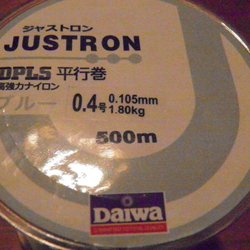 ジャストロン
JUSTRON
DPLS 平行巻
高強力ナイロン
ブルー 0.4号 0.105mm
1.80kg
500m
Daiwa